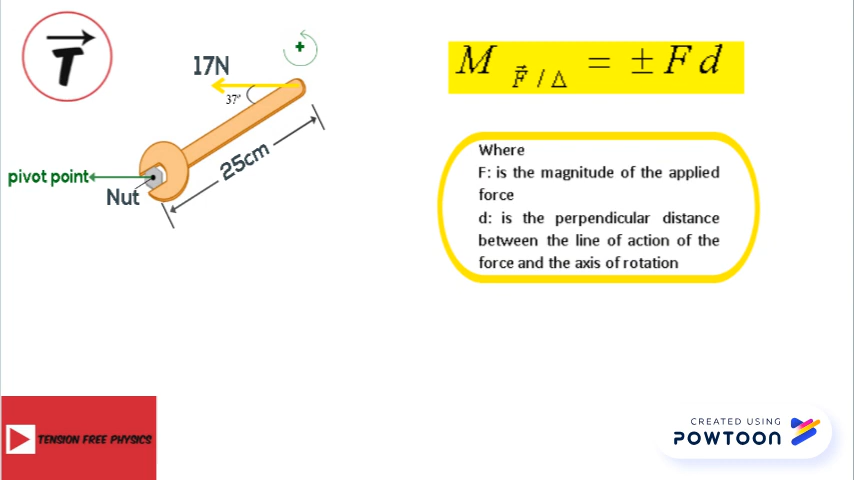 T
17N
+
37°
25cm
pivot point
Nut
M F⃗ / Δ = ± F d
Where
F: is the magnitude of the applied
force
d: is the perpendicular distance
between the line of action of the
force and the axis of rotation
TENSION FREE PHYSICS
CREATED USING
POWTOON